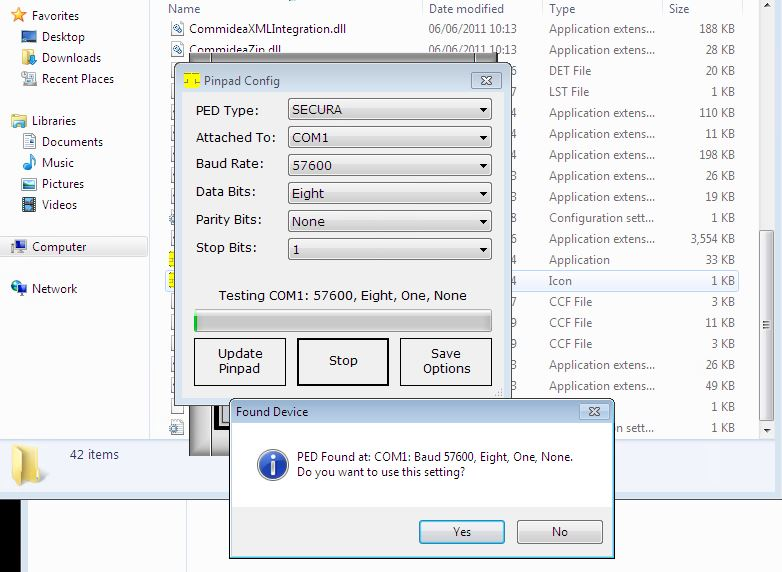 Favorites
Desktop
Downloads
Recent Places
Libraries
Documents
Music
Pictures
Videos
Computer
Network
Name Date modified Type Size
CommideaXMLIntegration.dll 06/06/2011 10:13 Application extens... 188 KB
CommideaZip.dll 06/06/2011 10:13 Application extens... 28 KB
DET File 20 KB
LST File 1 KB
Application extens... 110 KB
Application extens... 11 KB
Application extens... 198 KB
Application extens... 26 KB
Application extens... 19 KB
Configuration sett... 1 KB
Application extens... 3,554 KB
Application 33 KB
Icon 1 KB
CCF File 3 KB
CCF File 11 KB
CCF File 3 KB
Application extens... 26 KB
Application extens... 49 KB
1 KB
1 KB
42 items
Pinpad Config
PED Type: SECURA
Attached To: COM1
Baud Rate: 57600
Data Bits: Eight
Parity Bits: None
Stop Bits: 1
Testing COM1: 57600, Eight, One, None
Update Pinpad
Stop
Save Options
Found Device
PED Found at: COM1: Baud 57600, Eight, One, None.
Do you want to use this setting?
Yes No